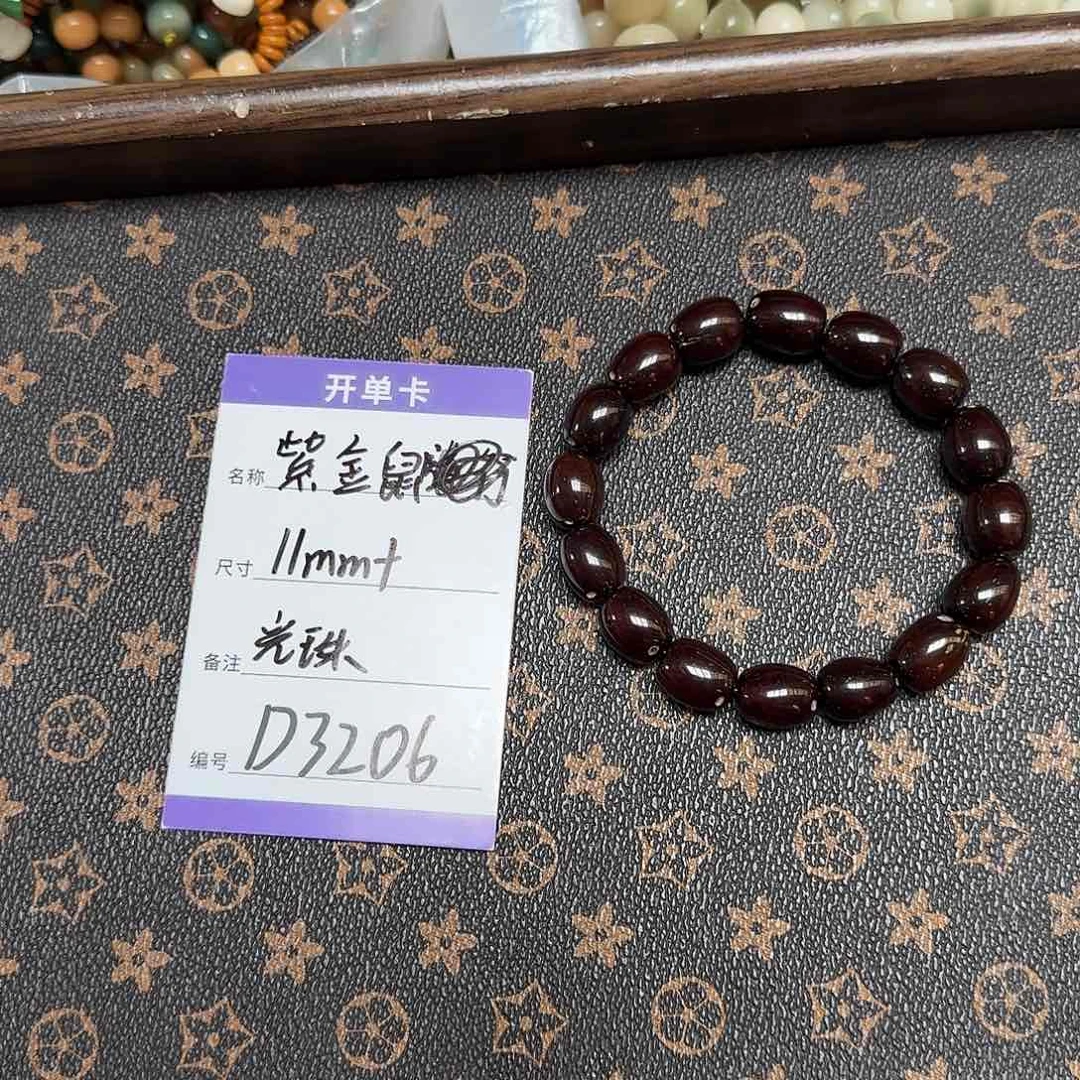 开单卡
名称 紫金鼠
尺寸 11mm+
备注 光珠
编号 D3206